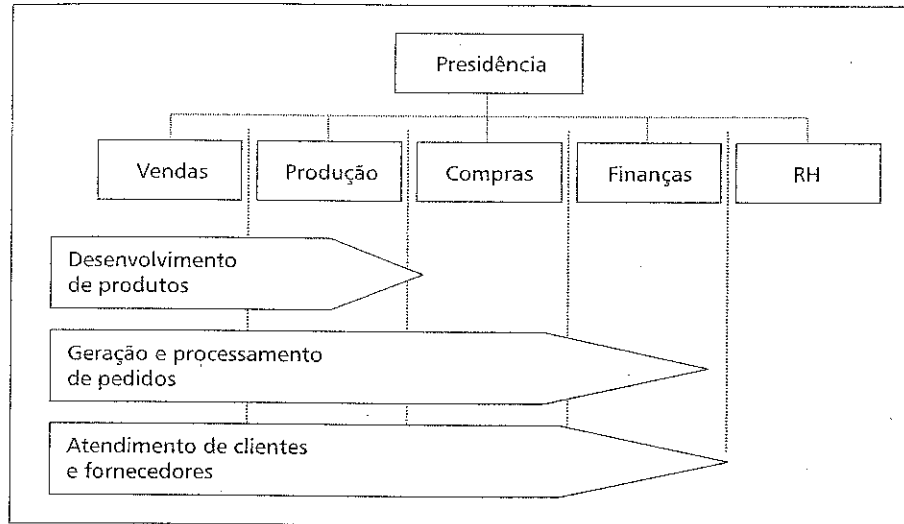 Presidência
Vendas
Produção
Compras
Finanças
RH
Desenvolvimento
de produtos
Geração e processamento
de pedidos
Atendimento de clientes
e fornecedores